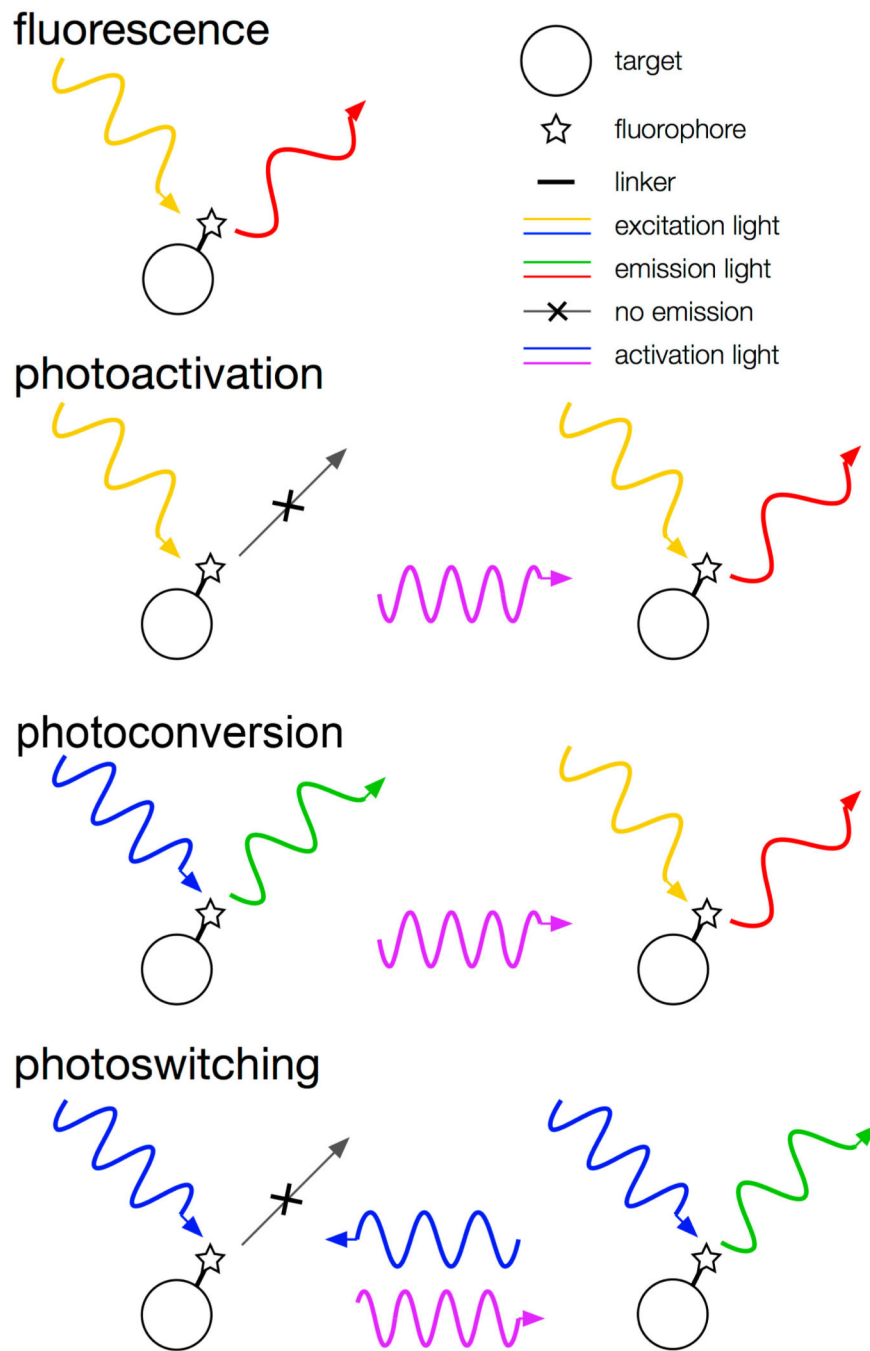 fluorescence
target
fluorophore
linker
excitation light
emission light
no emission
activation light
photoactivation
photoconversion
photoswitching